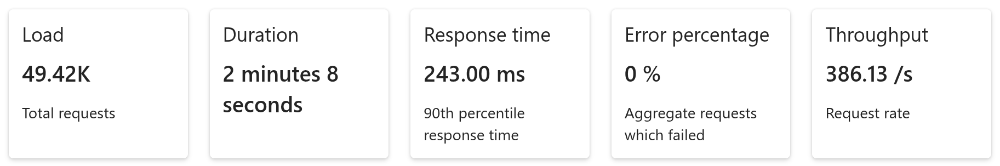 Load
49.42K
Total requests
Duration
2 minutes 8
seconds
Response time
243.00 ms
90th percentile
response time
Error percentage
0 %
Aggregate requests
which failed
Throughput
386.13 /s
Request rate